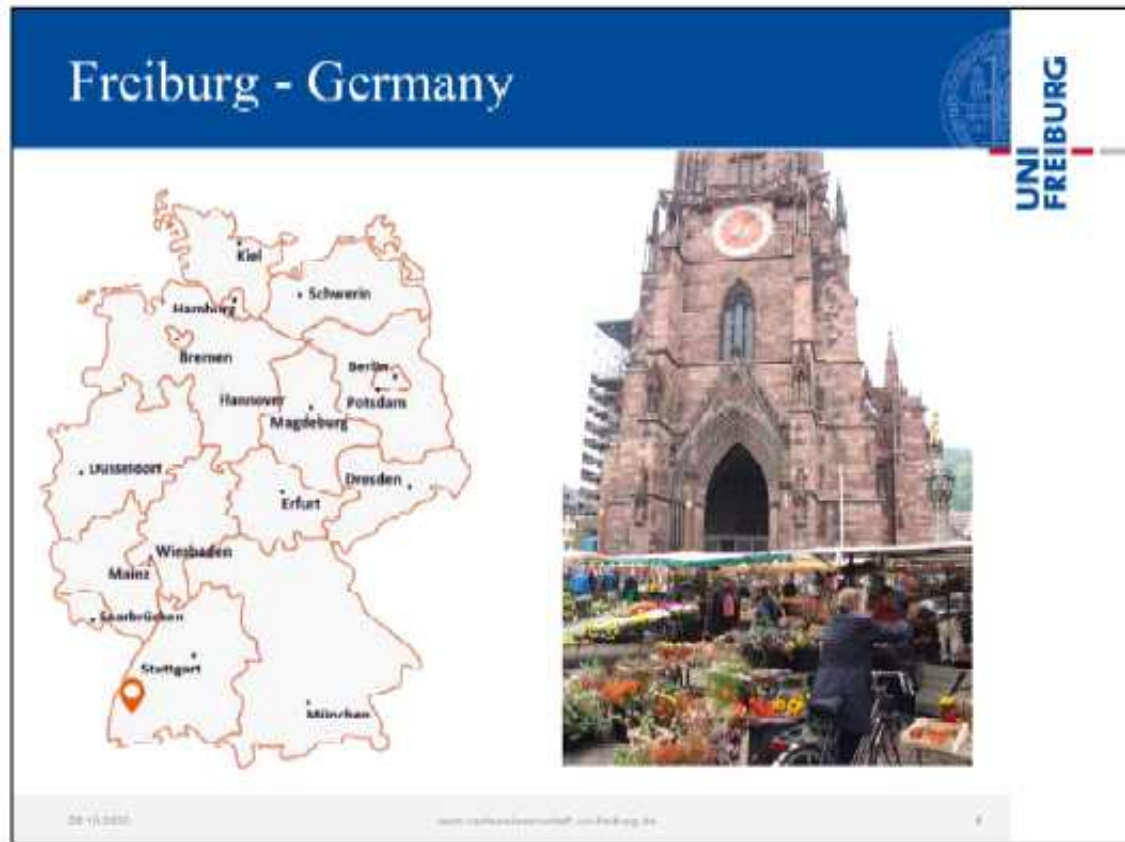 Freiburg - Germany
UNI
FREIBURG
Kiel
Schwerin
Hamburg
Bremen
Berlin
Hannover
Potsdam
Magdeburg
Düsseldorf
Dresden
Erfurt
Wiesbaden
Mainz
Saarbrücken
Stuttgart
München